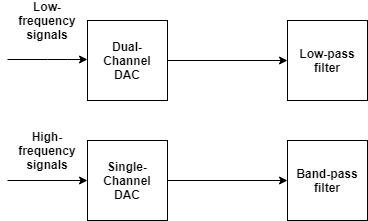 Low-
frequency
signals
Dual-
Channel
DAC
Low-pass
filter
High-
frequency
signals
Single-
Channel
DAC
Band-pass
filter